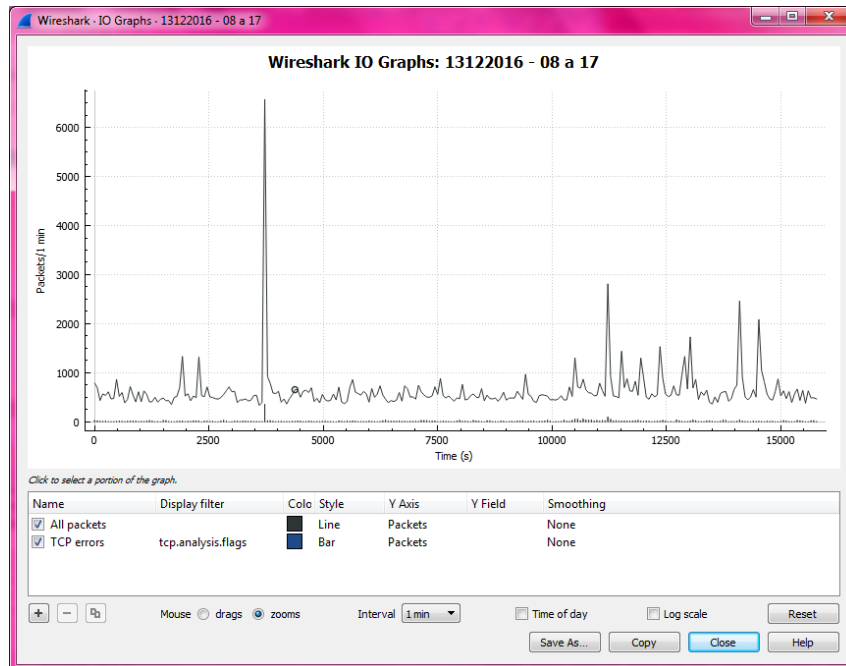 Wireshark · IO Graphs · 13122016 - 08 a 17
Wireshark IO Graphs: 13122016 - 08 a 17
Packets/1 min
6000
5000
4000
3000
2000
1000
0
0 2500 5000 7500 10000 12500 15000
Time (s)
Click to select a portion of the graph.
Name Display filter Colo Style Y Axis Y Field Smoothing
All packets Line Packets None
TCP errors tcp.analysis.flags Bar Packets None
Mouse drags zooms Interval 1 min Time of day Log scale Reset
Save As... Copy Close Help